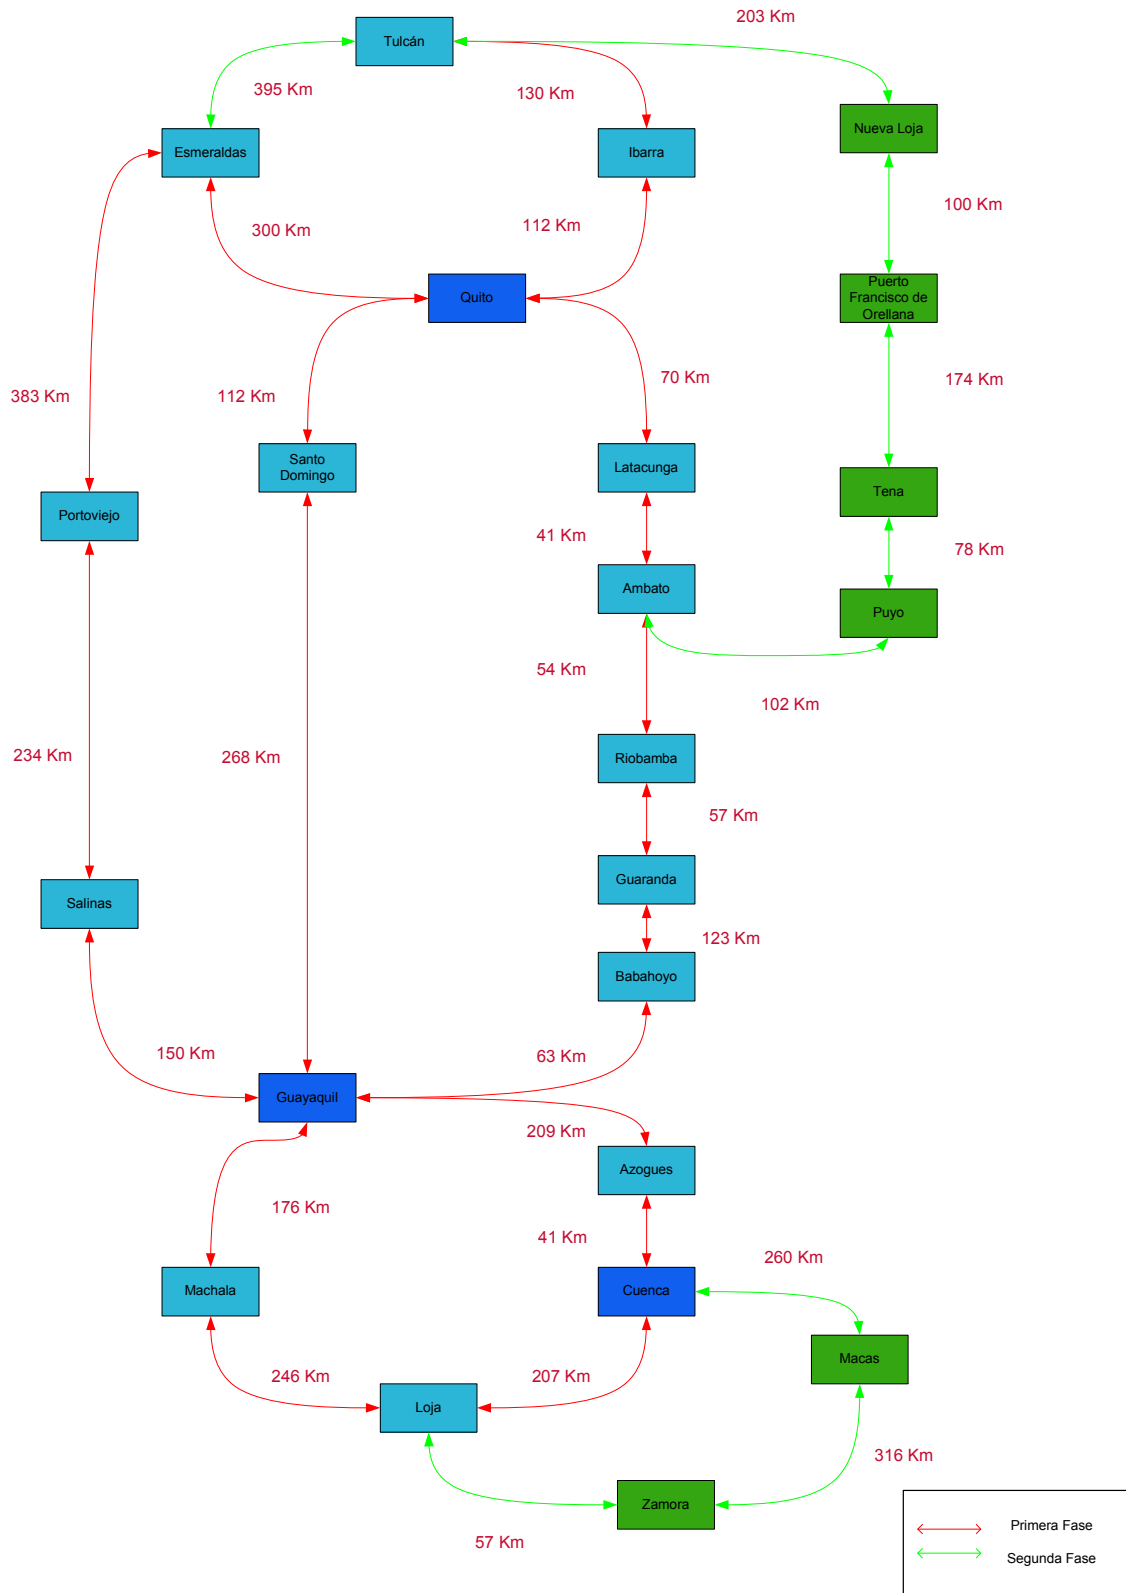 203 Km
Tulcán
395 Km
130 Km
Nueva Loja
Esmeraldas
Ibarra
100 Km
300 Km
112 Km
Puerto
Francisco de
Orellana
Quito
174 Km
70 Km
383 Km
112 Km
Santo
Domingo
Latacunga
Tena
Portoviejo
41 Km
78 Km
Ambato
Puyo
54 Km
102 Km
234 Km
268 Km
Riobamba
57 Km
Guaranda
Salinas
123 Km
Babahoyo
150 Km
63 Km
Guayaquil
209 Km
Azogues
176 Km
41 Km
260 Km
Machala
Cuenca
Macas
246 Km
207 Km
Loja
316 Km
Zamora
57 Km
Primera Fase
Segunda Fase